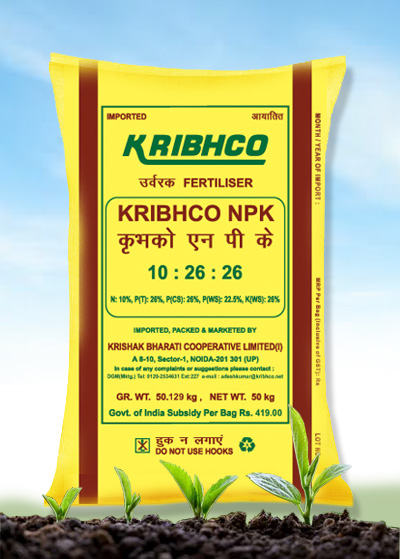 IMPORTED आयातित
KRIBHCO
उर्वरक FERTILISER
KRIBHCO NPK
कृभको एन पी के
10 : 26 : 26
N: 10%, P(T): 26%, P(CS): 26%, P(WS): 22.5%, K(WS): 26%
IMPORTED, PACKED & MARKETED BY
KRISHAK BHARATI COOPERATIVE LIMITED(I)
A 8-10, Sector-1, NOIDA-201 301 (UP)
In case of any complaints or suggestions please contact :
DGM(Mktg.) Tel: 0120-2534631 Ext:227 e-mail : adeshkumar@kribhco.net
GR. WT. 50.129 kg , NET WT. 50 kg
Govt. of India Subsidy Per Bag Rs. 419.00
हुक न लगाएं
DO NOT USE HOOKS
MONTH / YEAR OF IMPORT :
MRP Per Bag (Inclusive of GST): Rs
LOT